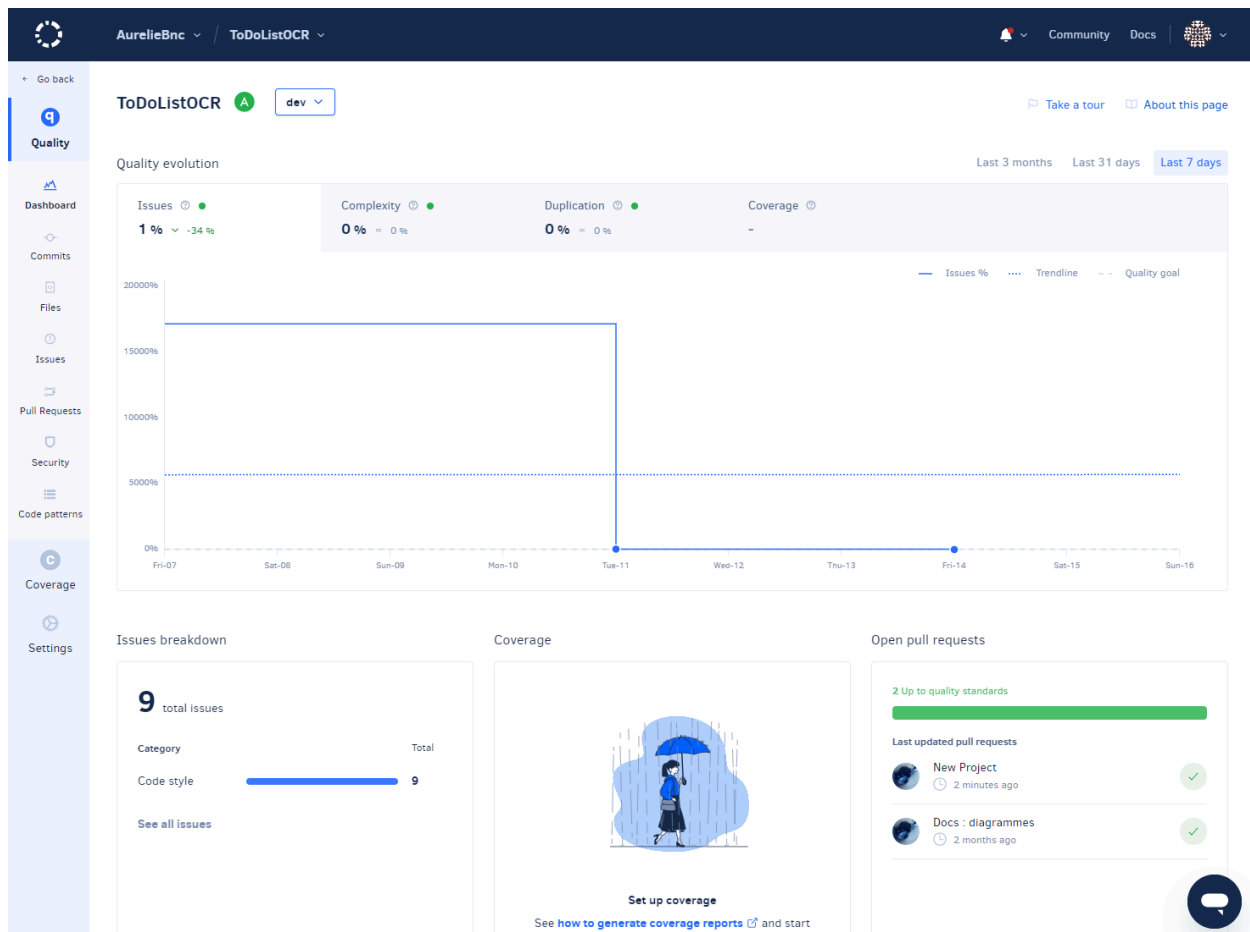 AurelieBnc / ToDoListOCR
Community Docs
← Go back
Quality
Dashboard
Commits
Files
Issues
Pull Requests
Security
Code patterns
Coverage
Settings
ToDoListOCR A dev
Take a tour About this page
Quality evolution
Last 3 months Last 31 days Last 7 days
Issues Complexity Duplication Coverage
1 % -34 % 0 % = 0 % 0 % = 0 % -
Issues % Trendline Quality goal
20000%
15000%
10000%
5000%
0%
Fri-07 Sat-08 Sun-09 Mon-10 Tue-11 Wed-12 Thu-13 Fri-14 Sat-15 Sun-16
Issues breakdown
9 total issues
Category Total
Code style 9
See all issues
Coverage
Set up coverage
See how to generate coverage reports and start
Open pull requests
2 Up to quality standards
Last updated pull requests
New Project
2 minutes ago
Docs : diagrammes
2 months ago